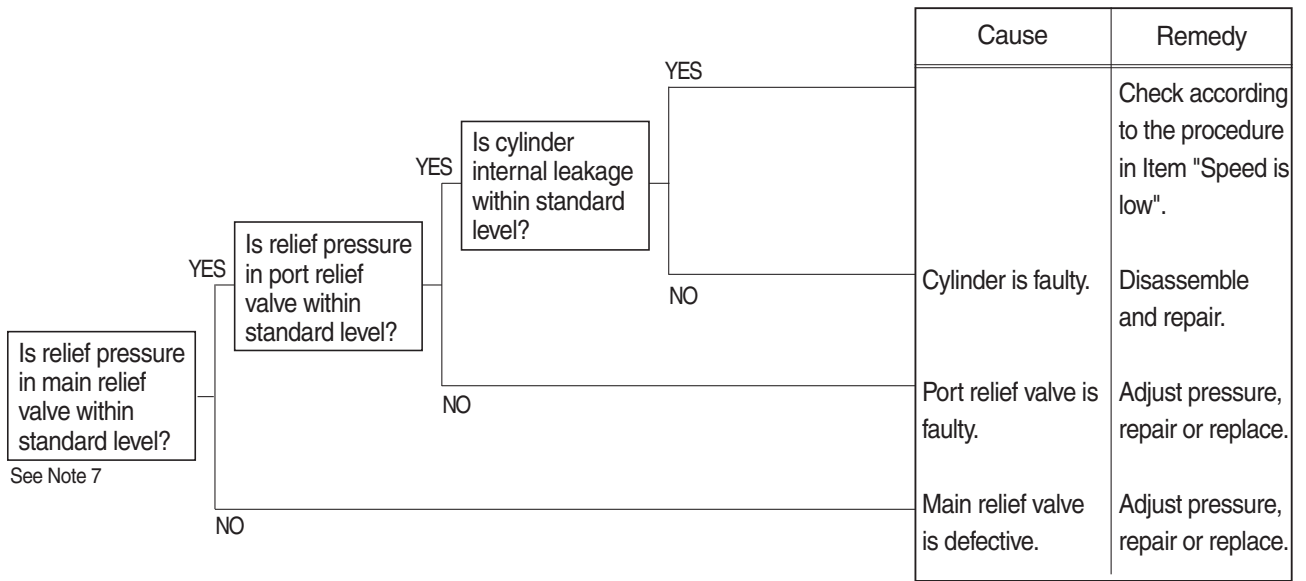 Cause
Remedy
YES
Check according
to the procedure
in Item "Speed is
low".
YES
Is cylinder
internal leakage
within standard
level?
NO
Cylinder is faulty.
Disassemble
and repair.
YES
Is relief pressure
in port relief
valve within
standard level?
NO
Port relief valve is
faulty.
Adjust pressure,
repair or replace.
Is relief pressure
in main relief
valve within
standard level?
See Note 7
NO
Main relief valve
is defective.
Adjust pressure,
repair or replace.